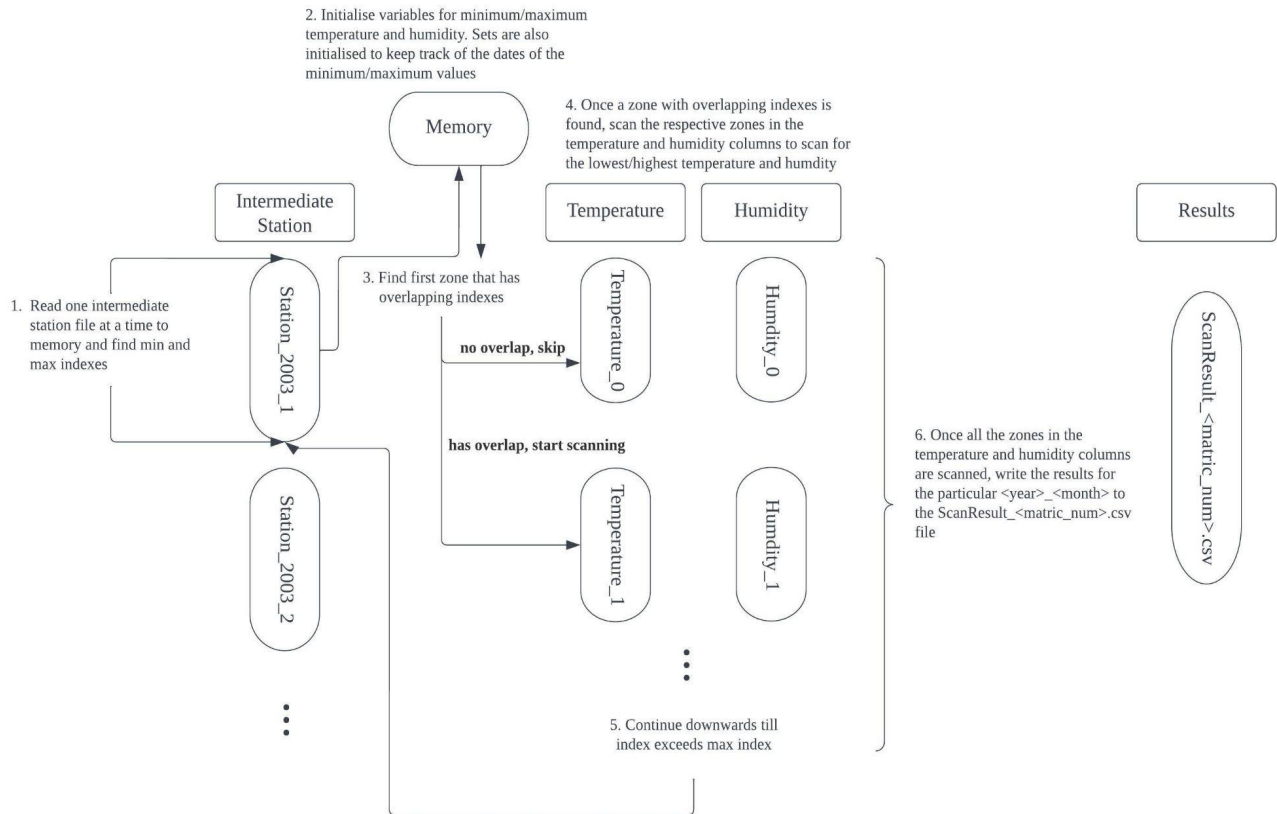 2. Initialise variables for minimum/maximum
temperature and humidity. Sets are also
initialised to keep track of the dates of the
minimum/maximum values
Memory
4. Once a zone with overlapping indexes is
found, scan the respective zones in the
temperature and humidity columns to scan for
the lowest/highest temperature and humdity
Intermediate
Station
Temperature
Humidity
Results
1. Read one intermediate
station file at a time to
memory and find min and
max indexes
Station_2003_1
3. Find first zone that has
overlapping indexes
no overlap, skip
Temperature_0
Humdity_0
ScanResult_<matric_num>.csv
has overlap, start scanning
6. Once all the zones in the
temperature and humidity columns
are scanned, write the results for
the particular <year>_<month> to
the ScanResult_<matric_num>.csv
file
Station_2003_2
Temperature_1
Humdity_1
5. Continue downwards till
index exceeds max index